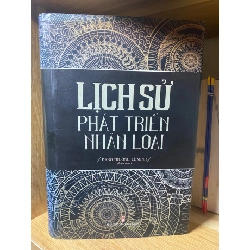 LỊCH SỬ
PHÁT TRIỂN
NHÂN LOẠI